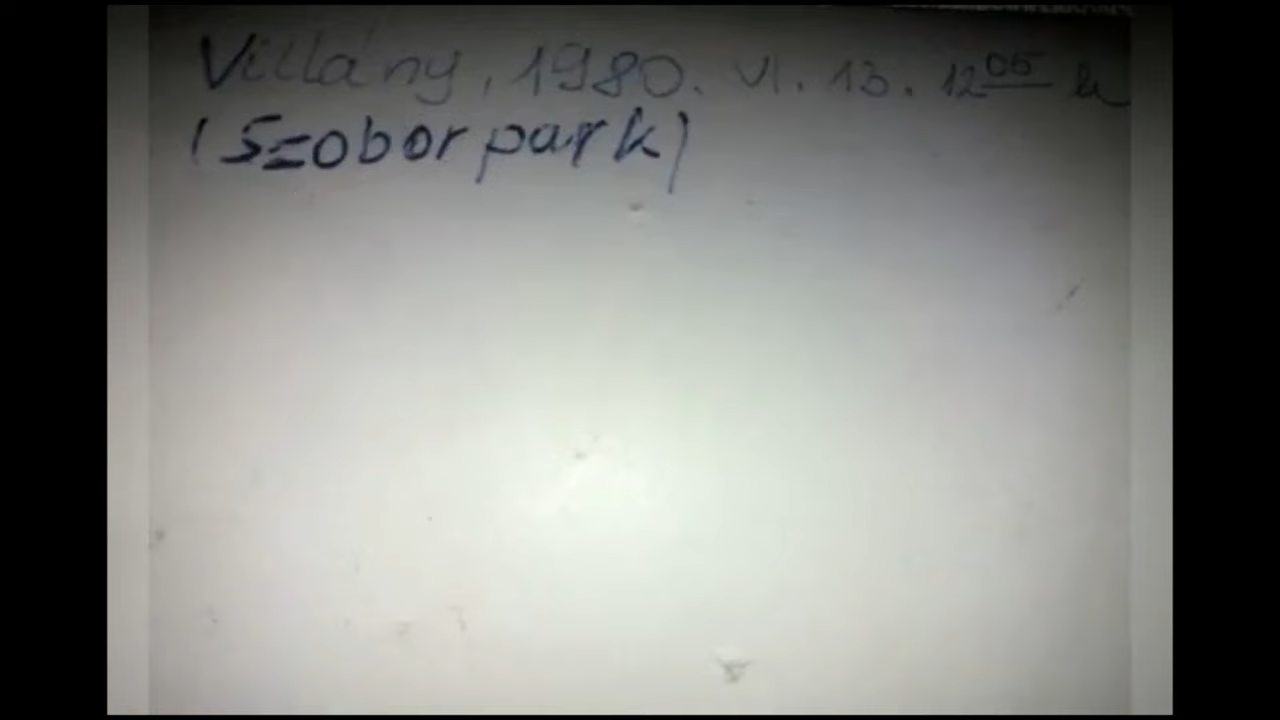 Villány, 1980. VI. 13. 12⁰⁵ h
(Szoborpark)